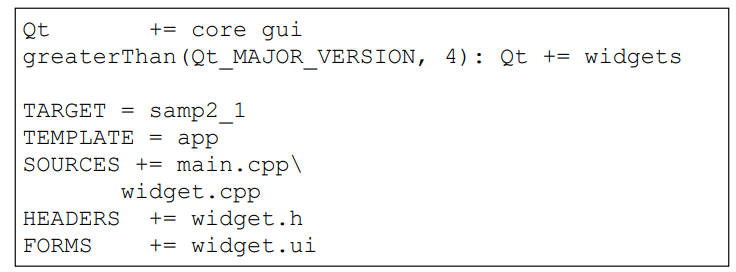 Qt       += core gui
greaterThan(Qt_MAJOR_VERSION, 4): Qt += widgets
TARGET = samp2_1
TEMPLATE = app
SOURCES += main.cpp\
       widget.cpp
HEADERS  += widget.h
FORMS    += widget.ui